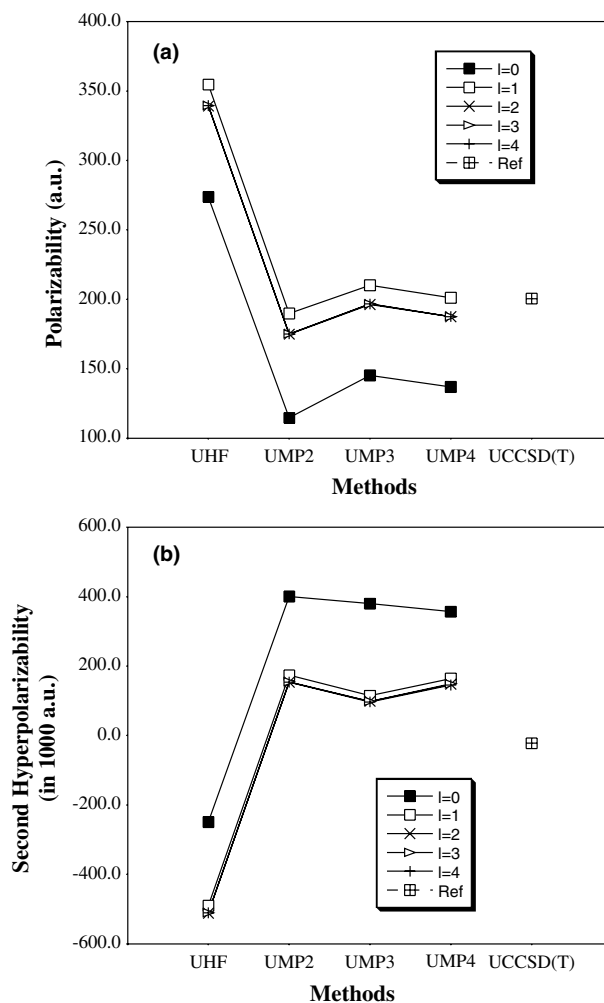 (a)
400.0
350.0
300.0
250.0
200.0
150.0
100.0
Polarizability (a.u.)
l=0
l=1
l=2
l=3
l=4
Ref
UHF UMP2 UMP3 UMP4 UCCSD(T)
Methods
(b)
600.0
400.0
200.0
0.0
-200.0
-400.0
-600.0
Second Hyperpolarizability
(in 1000 a.u.)
l=0
l=1
l=2
l=3
l=4
Ref
UHF UMP2 UMP3 UMP4 UCCSD(T)
Methods